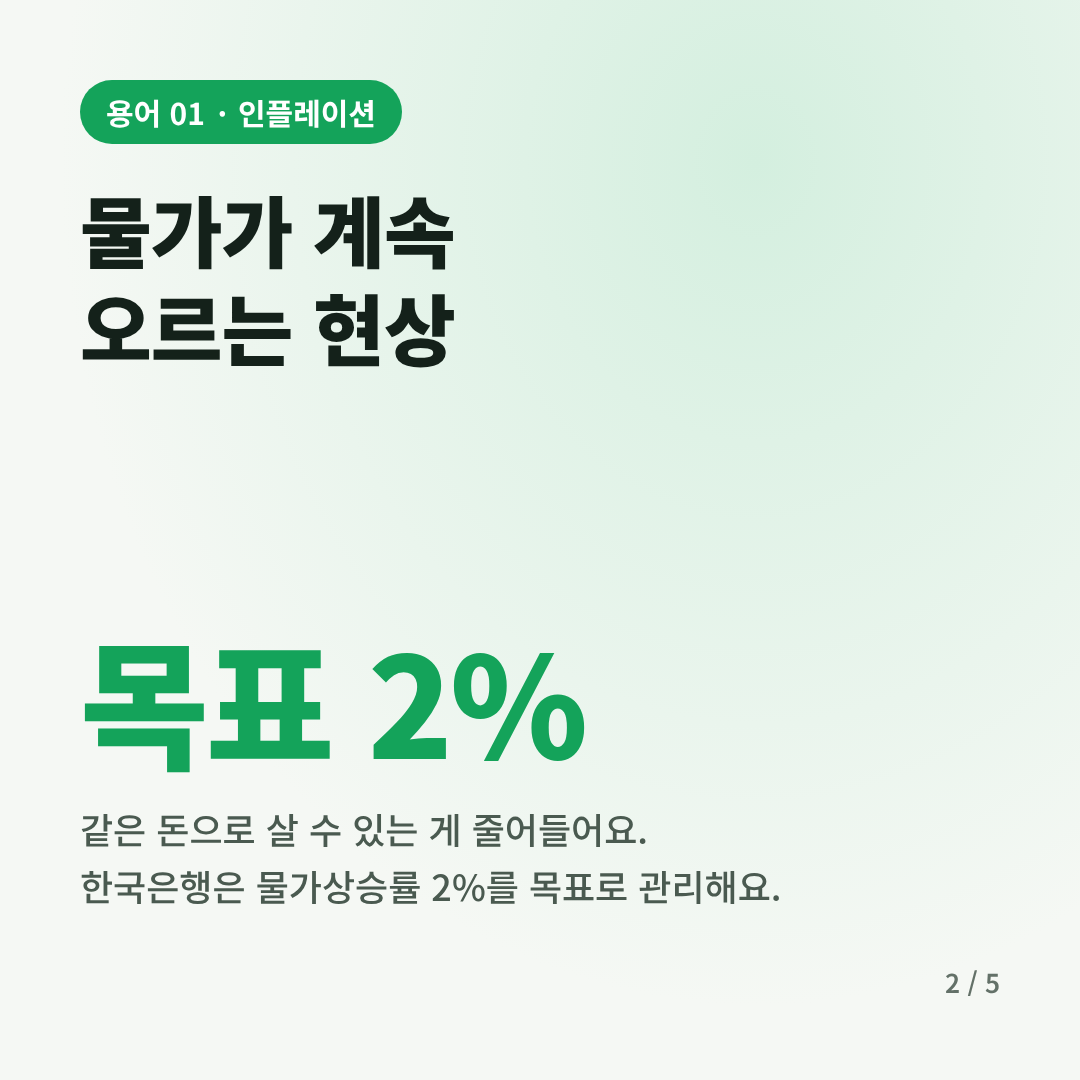 용어 01 · 인플레이션
물가가 계속
오르는 현상
목표 2%
같은 돈으로 살 수 있는 게 줄어들어요.
한국은행은 물가상승률 2%를 목표로 관리해요.
2 / 5